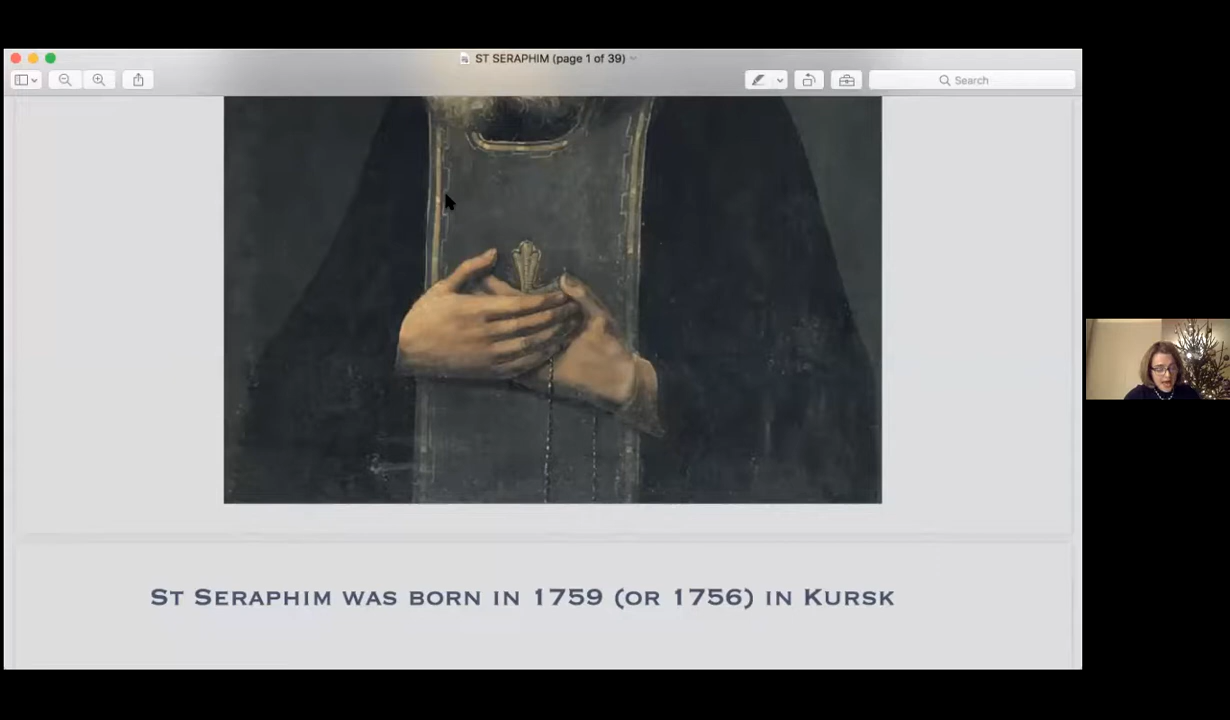 ST SERAPHIM (page 1 of 39)
Search
ST SERAPHIM WAS BORN IN 1759 (OR 1756) IN KURSK